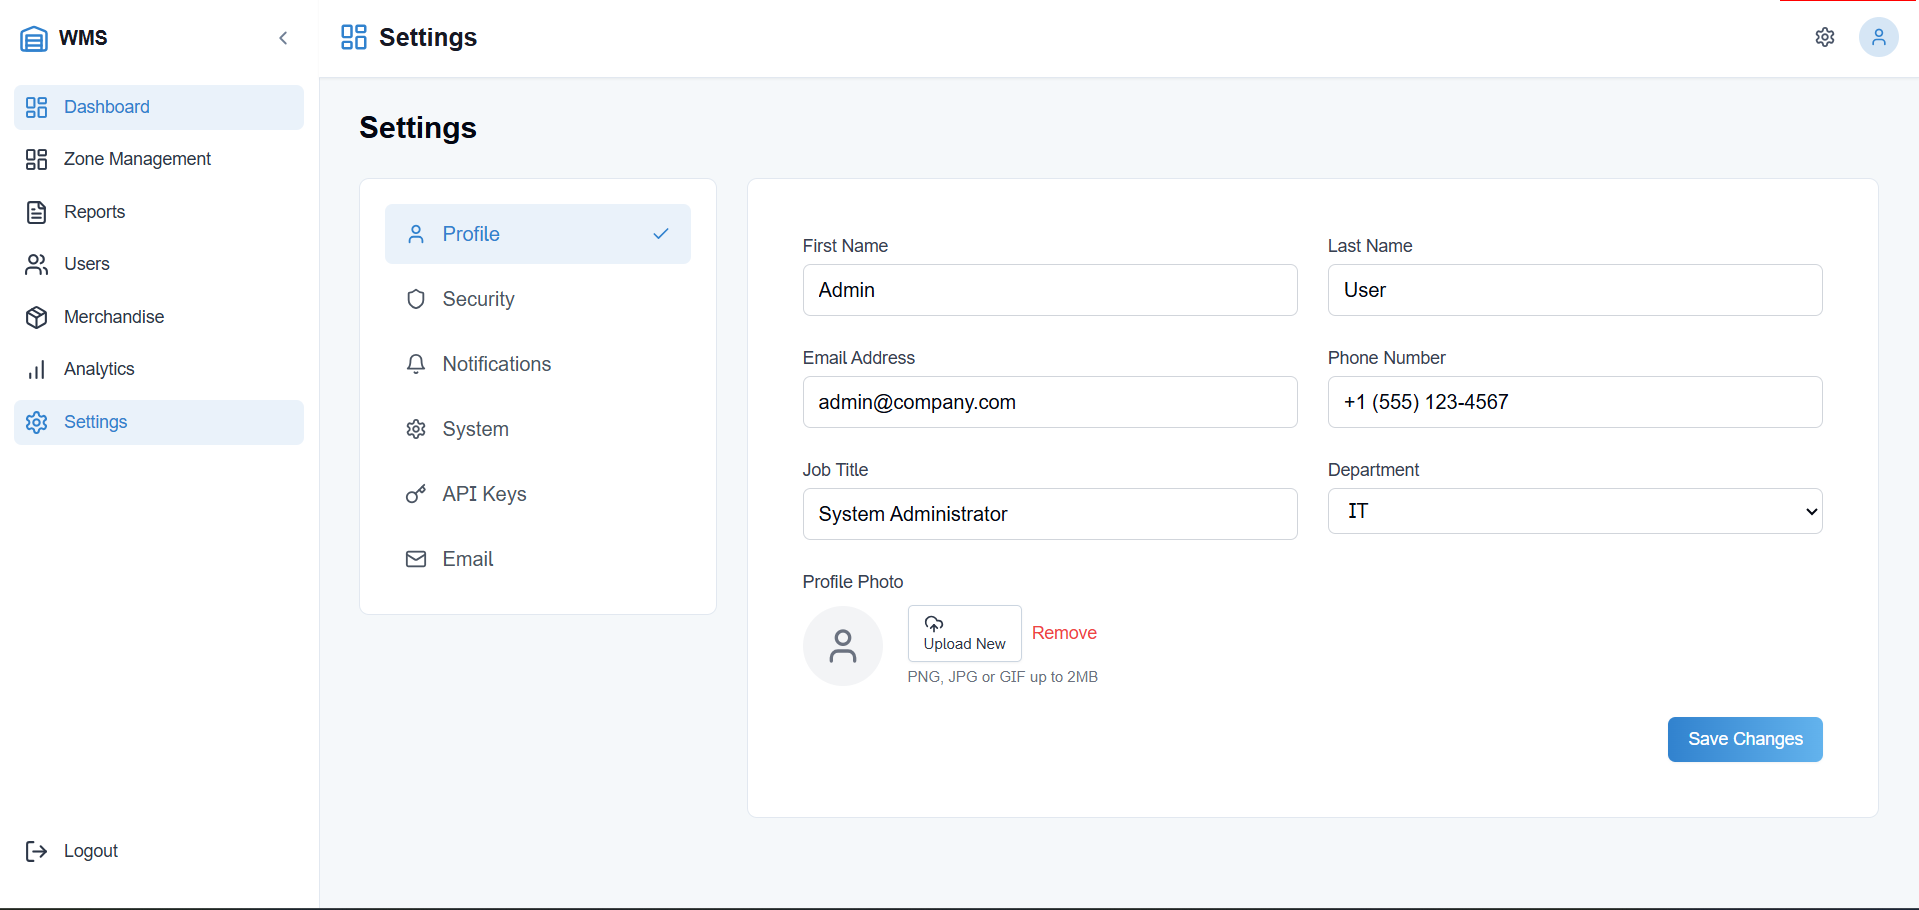 WMS
Settings
Dashboard
Zone Management
Reports
Users
Merchandise
Analytics
Settings
Logout
Settings
Profile
Security
Notifications
System
API Keys
Email
First Name
Last Name
Admin
User
Email Address
Phone Number
admin@company.com
+1 (555) 123-4567
Job Title
Department
System Administrator
IT
Profile Photo
Upload New
Remove
PNG, JPG or GIF up to 2MB
Save Changes